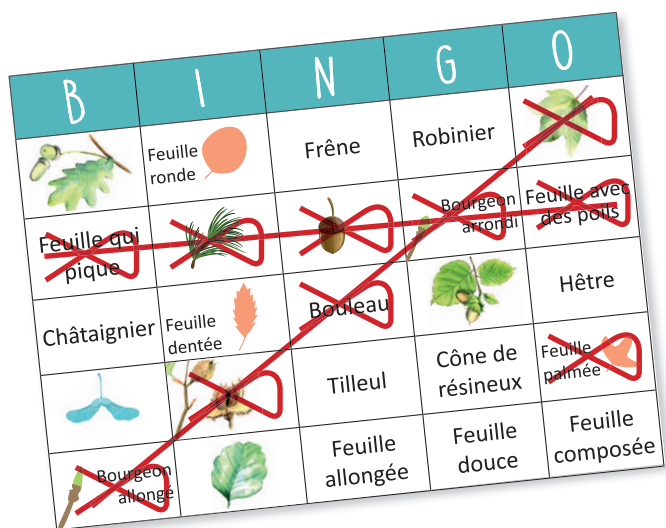 B I N G O
Feuille
ronde
Frêne
Robinier
Feuille qui
pique
Bourgeon
arrondi
Feuille avec
des poils
Châtaignier
Feuille
dentée
Bouleau
Hêtre
Tilleul
Cône de
résineux
Feuille
palmée
Bourgeon
allongé
Feuille
allongée
Feuille
douce
Feuille
composée